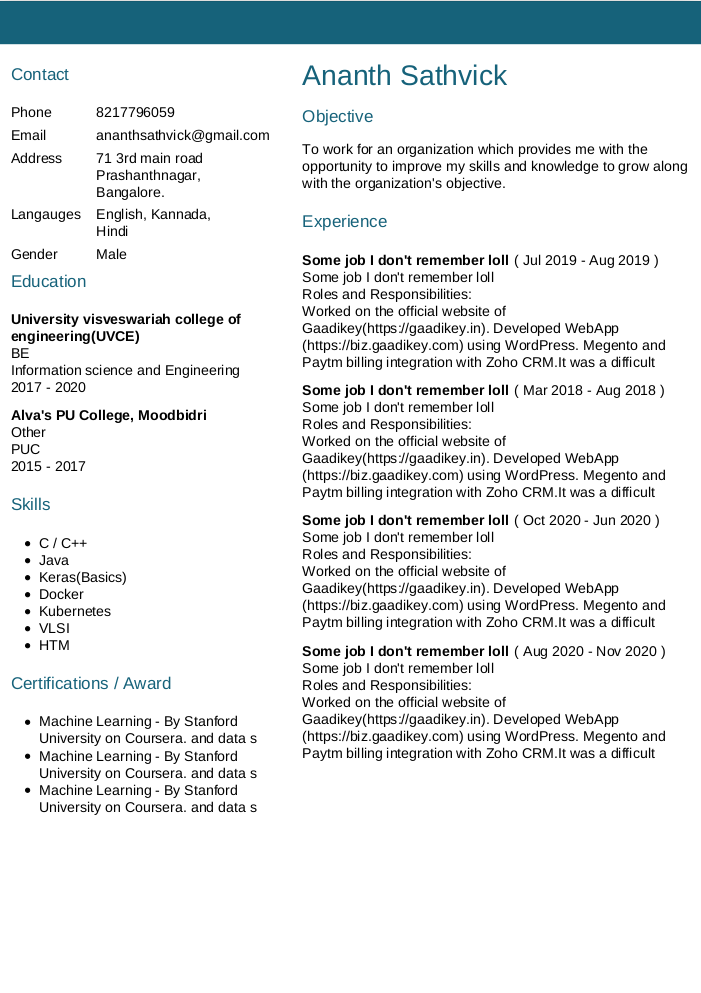 Contact
Phone 8217796059
Email ananthsathvick@gmail.com
Address 71 3rd main road
Prashanthnagar,
Bangalore.
Langauges English, Kannada,
Hindi
Gender Male
Education
University visveswariah college of
engineering(UVCE)
BE
Information science and Engineering
2017 - 2020
Alva's PU College, Moodbidri
Other
PUC
2015 - 2017
Skills
C / C++
Java
Keras(Basics)
Docker
Kubernetes
VLSI
HTM
Certifications / Award
Machine Learning - By Stanford
University on Coursera. and data s
Machine Learning - By Stanford
University on Coursera. and data s
Machine Learning - By Stanford
University on Coursera. and data s
Ananth Sathvick
Objective
To work for an organization which provides me with the
opportunity to improve my skills and knowledge to grow along
with the organization's objective.
Experience
Some job I don't remember loll ( Jul 2019 - Aug 2019 )
Some job I don't remember loll
Roles and Responsibilities:
Worked on the official website of
Gaadikey(https://gaadikey.in). Developed WebApp
(https://biz.gaadikey.com) using WordPress. Megento and
Paytm billing integration with Zoho CRM.It was a difficult
Some job I don't remember loll ( Mar 2018 - Aug 2018 )
Some job I don't remember loll
Roles and Responsibilities:
Worked on the official website of
Gaadikey(https://gaadikey.in). Developed WebApp
(https://biz.gaadikey.com) using WordPress. Megento and
Paytm billing integration with Zoho CRM.It was a difficult
Some job I don't remember loll ( Oct 2020 - Jun 2020 )
Some job I don't remember loll
Roles and Responsibilities:
Worked on the official website of
Gaadikey(https://gaadikey.in). Developed WebApp
(https://biz.gaadikey.com) using WordPress. Megento and
Paytm billing integration with Zoho CRM.It was a difficult
Some job I don't remember loll ( Aug 2020 - Nov 2020 )
Some job I don't remember loll
Roles and Responsibilities:
Worked on the official website of
Gaadikey(https://gaadikey.in). Developed WebApp
(https://biz.gaadikey.com) using WordPress. Megento and
Paytm billing integration with Zoho CRM.It was a difficult